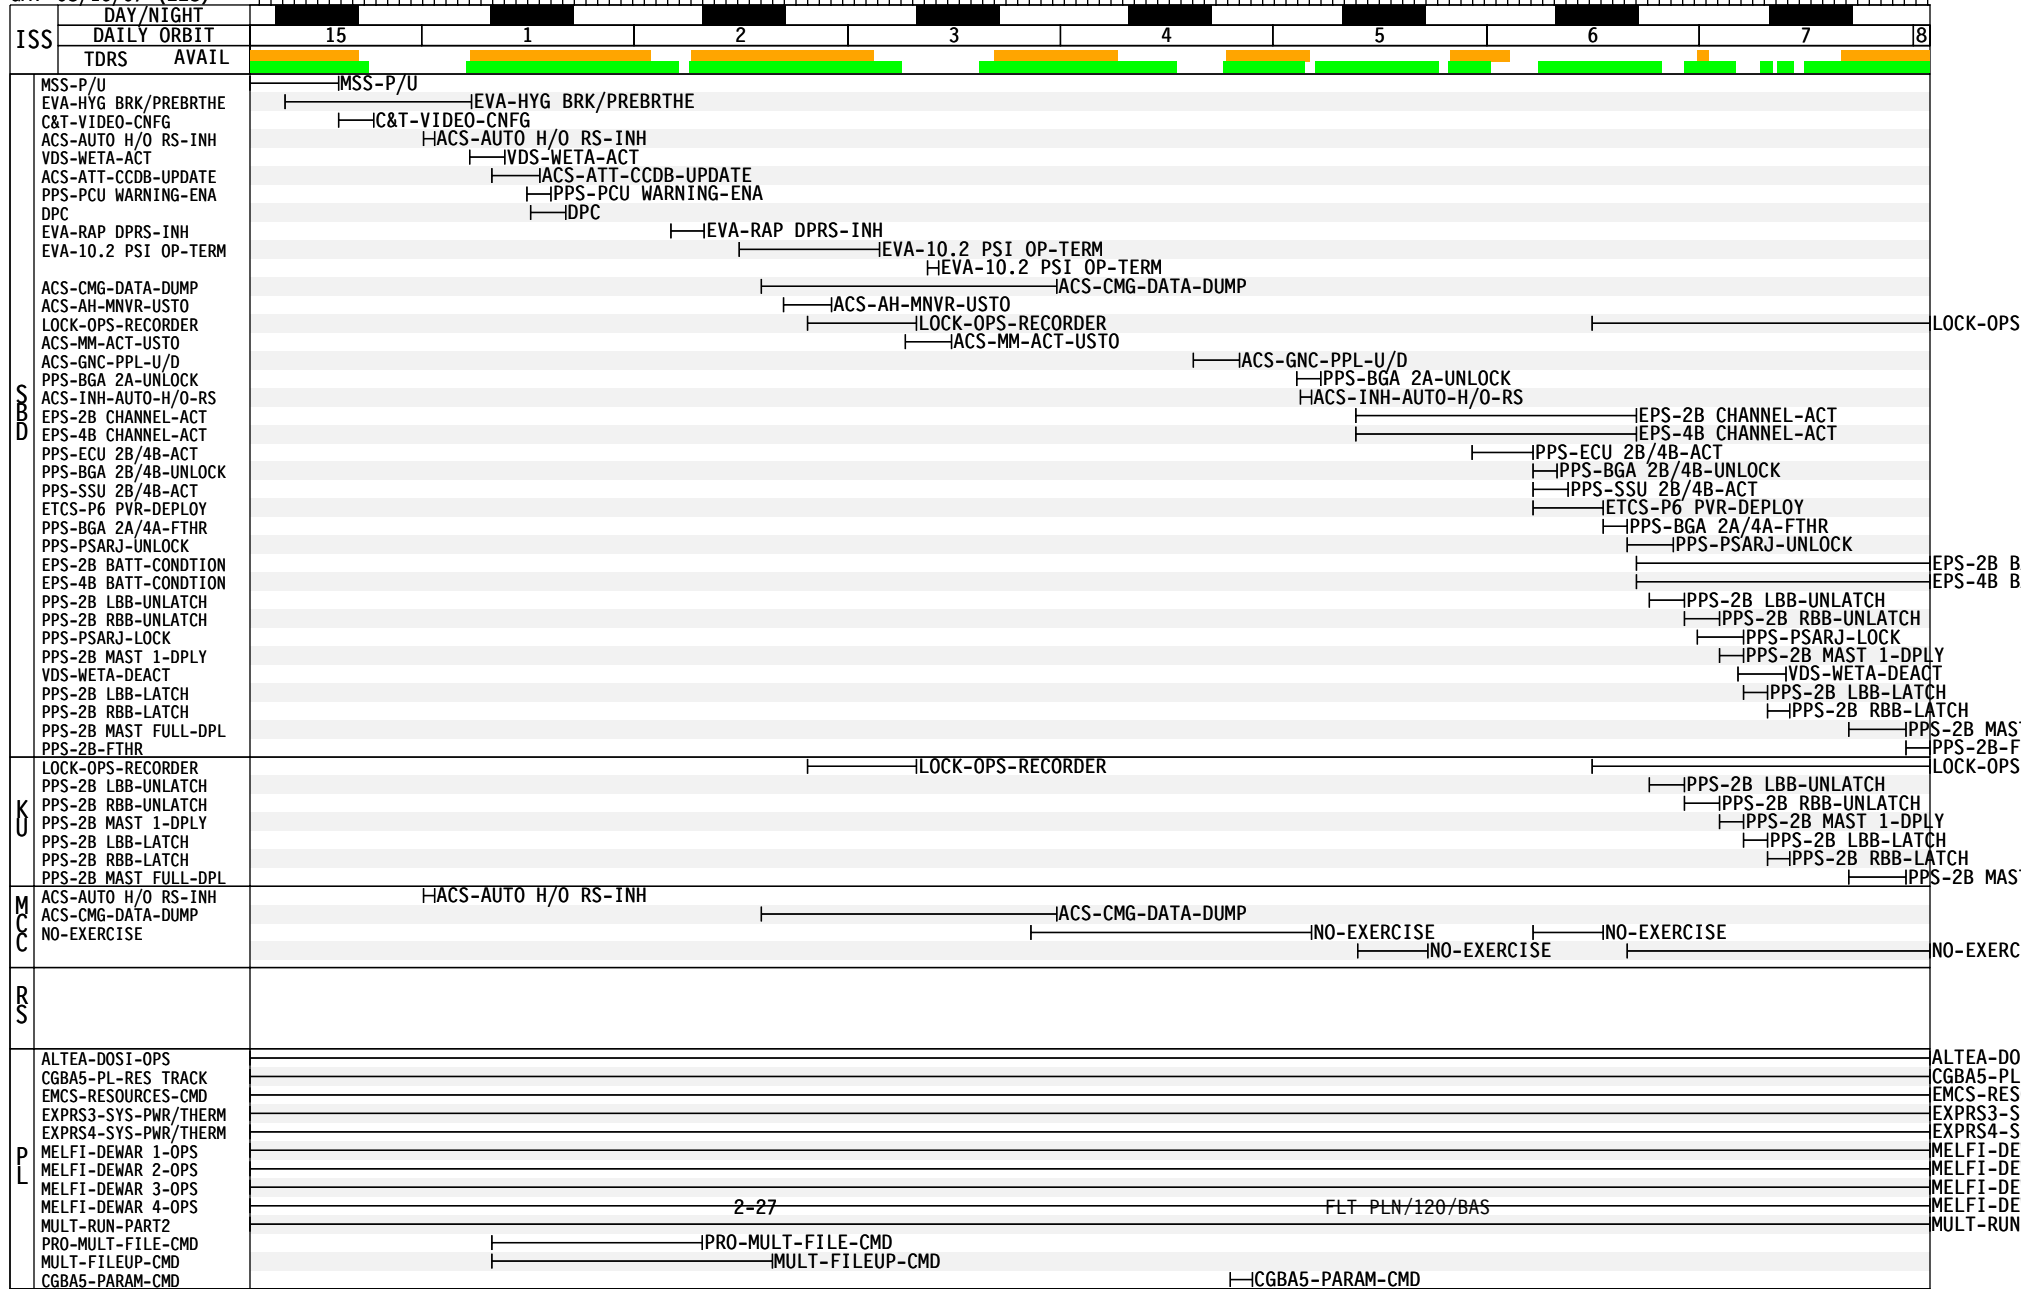 DAY/NIGHT
ISS DAILY ORBIT 15 1 2 3 4 5 6 7 8
TDRS AVAIL
SBD
MSS-P/U MSS-P/U
EVA-HYG BRK/PREBRTHE EVA-HYG BRK/PREBRTHE
C&T-VIDEO-CNFG C&T-VIDEO-CNFG
ACS-AUTO H/O RS-INH ACS-AUTO H/O RS-INH
VDS-WETA-ACT VDS-WETA-ACT
ACS-ATT-CCDB-UPDATE ACS-ATT-CCDB-UPDATE
PPS-PCU WARNING-ENA PPS-PCU WARNING-ENA
DPC DPC
EVA-RAP DPRS-INH EVA-RAP DPRS-INH
EVA-10.2 PSI OP-TERM EVA-10.2 PSI OP-TERM
EVA-10.2 PSI OP-TERM
ACS-CMG-DATA-DUMP ACS-CMG-DATA-DUMP
ACS-AH-MNVR-USTO ACS-AH-MNVR-USTO
LOCK-OPS-RECORDER LOCK-OPS-RECORDER LOCK-OPS
ACS-MM-ACT-USTO ACS-MM-ACT-USTO
ACS-GNC-PPL-U/D ACS-GNC-PPL-U/D
PPS-BGA 2A-UNLOCK PPS-BGA 2A-UNLOCK
ACS-INH-AUTO-H/O-RS ACS-INH-AUTO-H/O-RS
EPS-2B CHANNEL-ACT EPS-2B CHANNEL-ACT
EPS-4B CHANNEL-ACT EPS-4B CHANNEL-ACT
PPS-ECU 2B/4B-ACT PPS-ECU 2B/4B-ACT
PPS-BGA 2B/4B-UNLOCK PPS-BGA 2B/4B-UNLOCK
PPS-SSU 2B/4B-ACT PPS-SSU 2B/4B-ACT
ETCS-P6 PVR-DEPLOY ETCS-P6 PVR-DEPLOY
PPS-BGA 2A/4A-FTHR PPS-BGA 2A/4A-FTHR
PPS-PSARJ-UNLOCK PPS-PSARJ-UNLOCK
EPS-2B BATT-CONDTION EPS-2B B
EPS-4B BATT-CONDTION EPS-4B B
PPS-2B LBB-UNLATCH PPS-2B LBB-UNLATCH
PPS-2B RBB-UNLATCH PPS-2B RBB-UNLATCH
PPS-PSARJ-LOCK PPS-PSARJ-LOCK
PPS-2B MAST 1-DPLY PPS-2B MAST 1-DPLY
VDS-WETA-DEACT VDS-WETA-DEACT
PPS-2B LBB-LATCH PPS-2B LBB-LATCH
PPS-2B RBB-LATCH PPS-2B RBB-LATCH
PPS-2B MAST FULL-DPL PPS-2B MAS
PPS-2B-FTHR PPS-2B-F
KU
LOCK-OPS-RECORDER LOCK-OPS-RECORDER LOCK-OPS
PPS-2B LBB-UNLATCH PPS-2B LBB-UNLATCH
PPS-2B RBB-UNLATCH PPS-2B RBB-UNLATCH
PPS-2B MAST 1-DPLY PPS-2B MAST 1-DPLY
PPS-2B LBB-LATCH PPS-2B LBB-LATCH
PPS-2B RBB-LATCH PPS-2B RBB-LATCH
PPS-2B MAST FULL-DPL PPS-2B MAS
MCC
ACS-AUTO H/O RS-INH ACS-AUTO H/O RS-INH
ACS-CMG-DATA-DUMP ACS-CMG-DATA-DUMP
NO-EXERCISE NO-EXERCISE NO-EXERCISE
NO-EXERCISE NO-EXERC
RS
PL
ALTEA-DOSI-OPS ALTEA-DO
CGBA5-PL-RES TRACK CGBA5-PL
EMCS-RESOURCES-CMD EMCS-RES
EXPRS3-SYS-PWR/THERM EXPRS3-S
EXPRS4-SYS-PWR/THERM EXPRS4-S
MELFI-DEWAR 1-OPS MELFI-DE
MELFI-DEWAR 2-OPS MELFI-DE
MELFI-DEWAR 3-OPS MELFI-DE
MELFI-DEWAR 4-OPS 2-27 FLT PLN/120/BAS MELFI-DE
MULT-RUN-PART2 MULT-RUN
PRO-MULT-FILE-CMD PRO-MULT-FILE-CMD
MULT-FILEUP-CMD MULT-FILEUP-CMD
CGBA5-PARAM-CMD CGBA5-PARAM-CMD